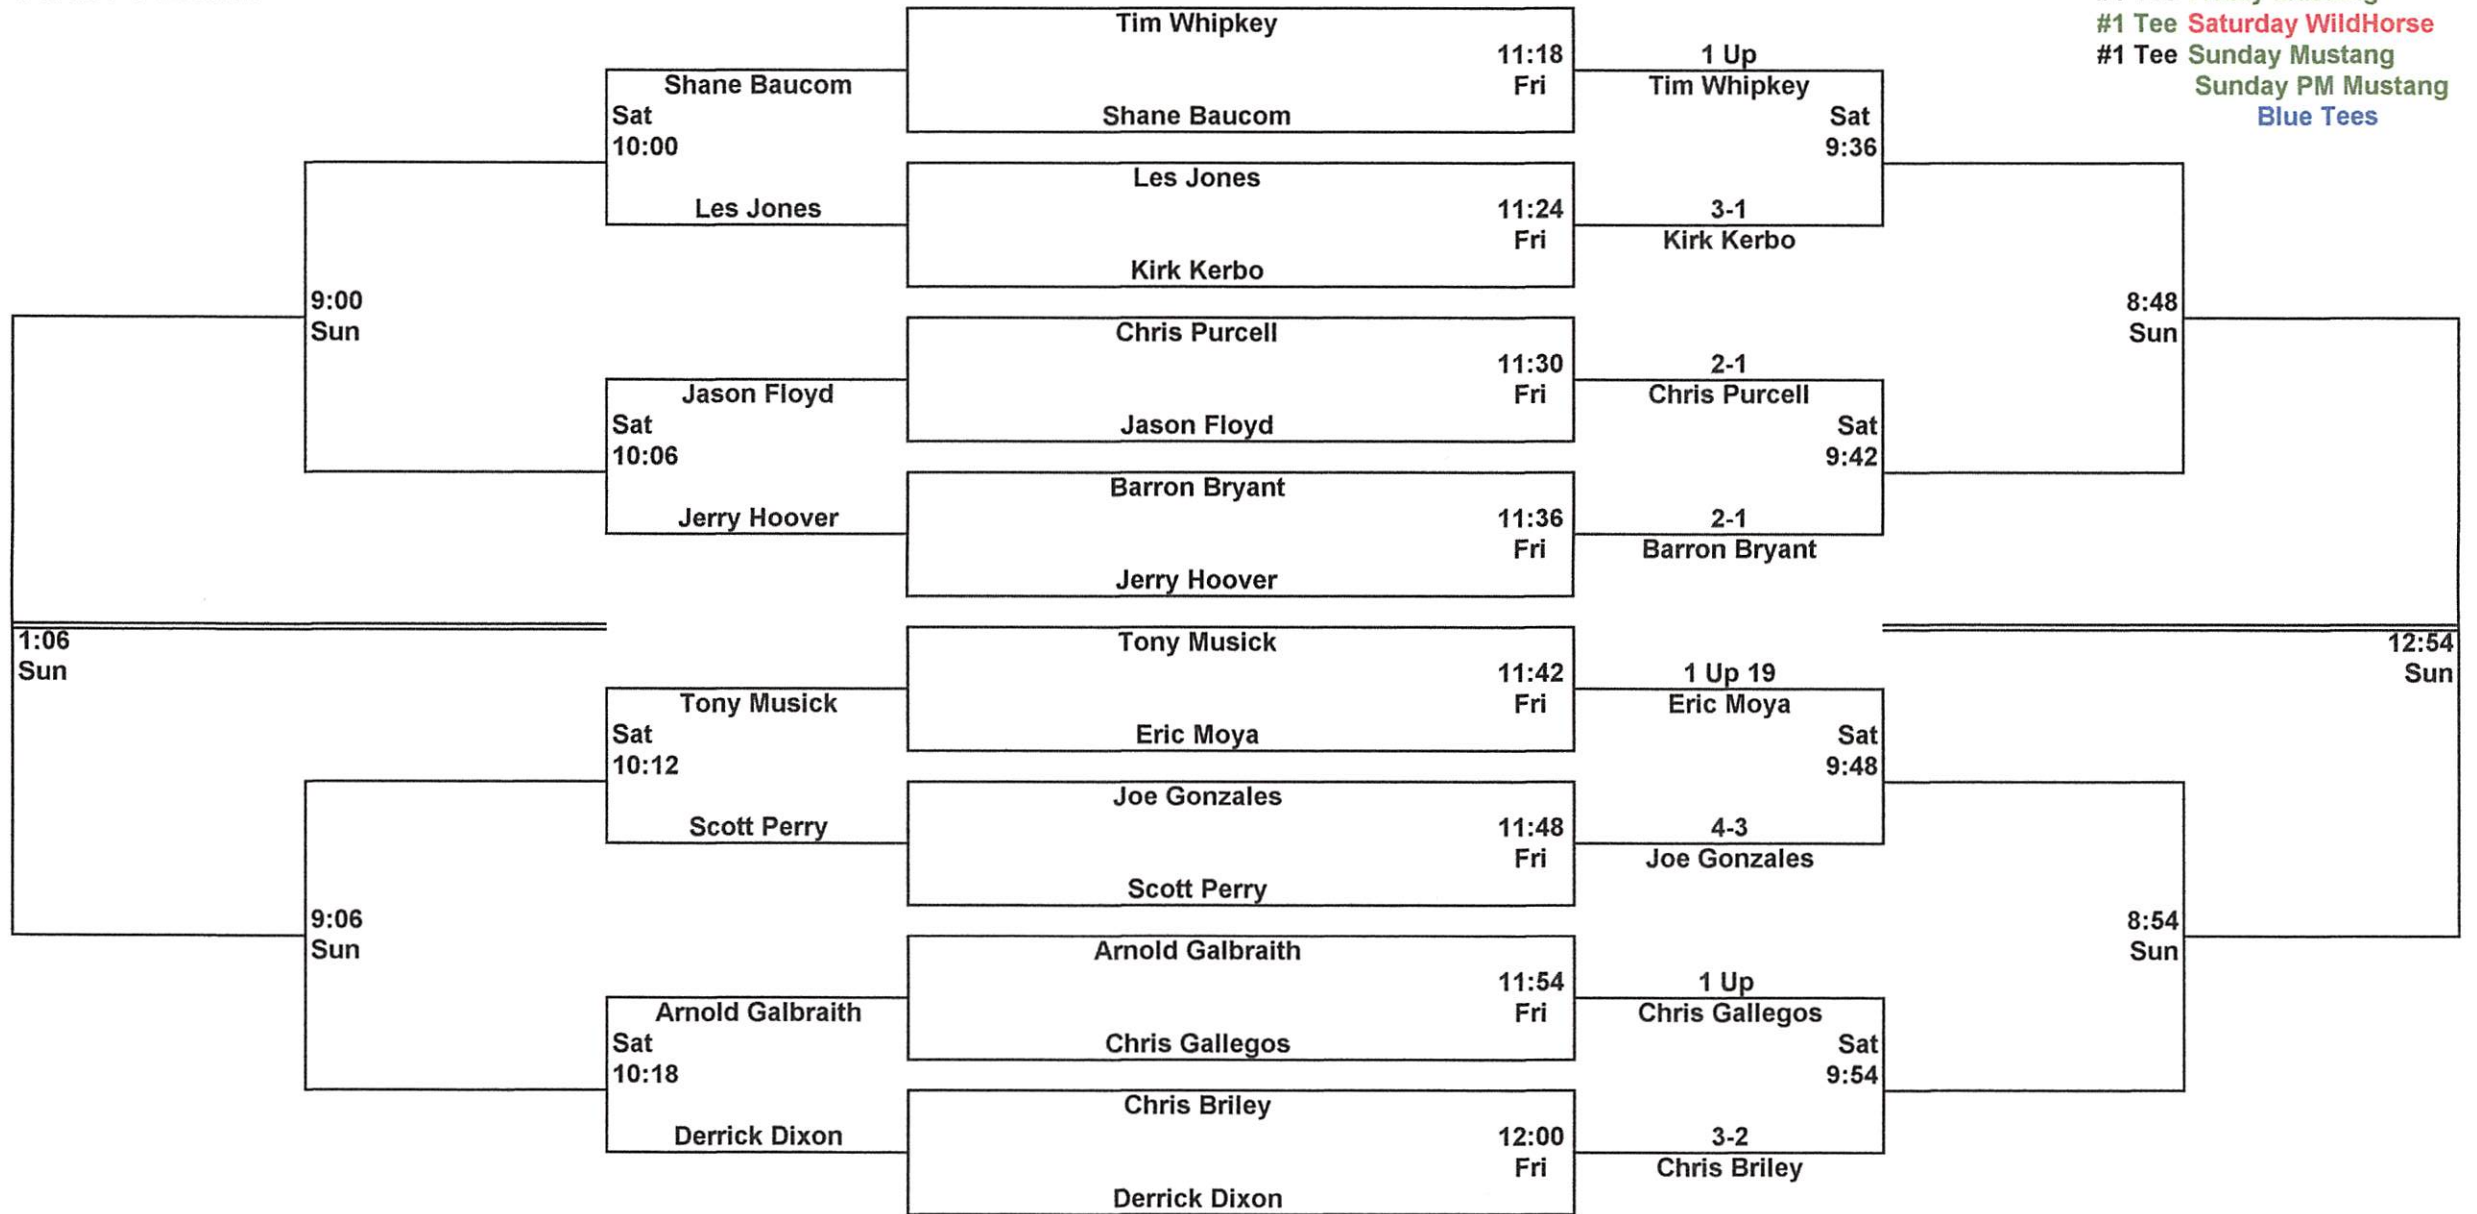 #1 Tee Saturday WildHorse
#1 Tee Sunday Mustang
Sunday PM Mustang
Blue Tees
Tim Whipkey
11:18
Fri
Shane Baucom
Les Jones
11:24
Fri
Kirk Kerbo
Chris Purcell
11:30
Fri
Jason Floyd
Barron Bryant
11:36
Fri
Jerry Hoover
Tony Musick
11:42
Fri
Eric Moya
Joe Gonzales
11:48
Fri
Scott Perry
Arnold Galbraith
11:54
Fri
Chris Gallegos
Chris Briley
12:00
Fri
Derrick Dixon
Shane Baucom
Sat
10:00
Les Jones
Jason Floyd
Sat
10:06
Jerry Hoover
Tony Musick
Sat
10:12
Scott Perry
Arnold Galbraith
Sat
10:18
Derrick Dixon
9:00
Sun
9:06
Sun
1:06
Sun
1 Up
Tim Whipkey
Sat
9:36
3-1
Kirk Kerbo
2-1
Chris Purcell
Sat
9:42
2-1
Barron Bryant
1 Up 19
Eric Moya
Sat
9:48
4-3
Joe Gonzales
1 Up
Chris Gallegos
Sat
9:54
3-2
Chris Briley
8:48
Sun
8:54
Sun
12:54
Sun